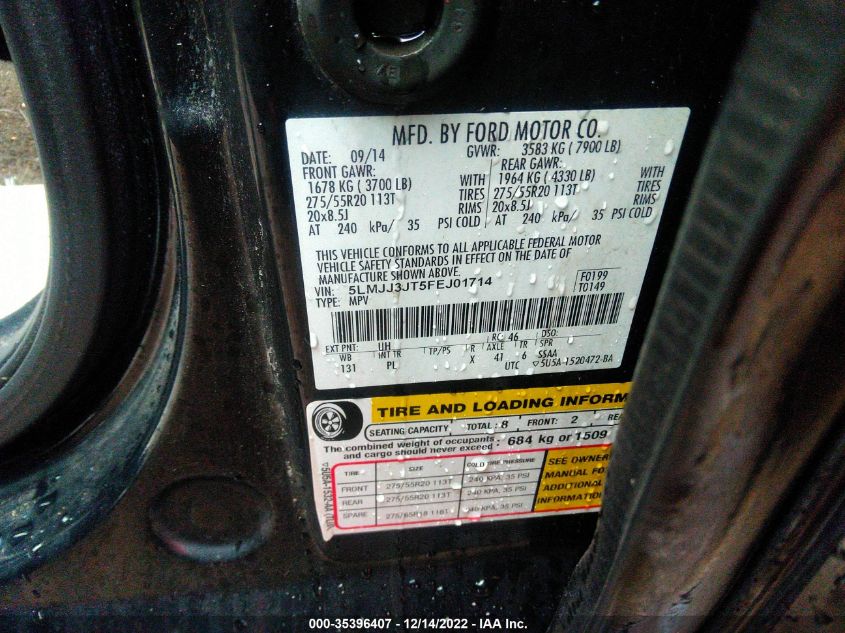 MFD. BY FORD MOTOR CO.
DATE: 09/14 GVWR: 3583 KG ( 7900 LB)
FRONT GAWR: REAR GAWR:
1678 KG ( 3700 LB) WITH 1964 KG ( 4330 LB) WITH
275/55R20 113T TIRES 275/55R20 113T TIRES
20x8.5J RIMS 20x8.5J RIMS
AT 240 kPa/ 35 PSI COLD AT 240 kPa/ 35 PSI COLD
THIS VEHICLE CONFORMS TO ALL APPLICABLE FEDERAL MOTOR
VEHICLE SAFETY STANDARDS IN EFFECT ON THE DATE OF
MANUFACTURE SHOWN ABOVE.
VIN: 5LMJJ3JT5FEJ01714 F0199
TYPE: MPV T0149
EXT PNT: UH RC: 46 DSO:
WB INT TR TP/PS R AXLE TR SPR
131 PL X 41 6 SSAA
UTC ▽5U5A-1520472-BA
TIRE AND LOADING INFORM
SEATING CAPACITY TOTAL: 8 FRONT: 2 REA
The combined weight of occupants and cargo should never exceed: 684 kg or 1509
TIRE SIZE COLD TIRE PRESSURE
FRONT 275/55R20 113T 240 KPA, 35 PSI
REAR 275/55R20 113T 240 KPA, 35 PSI
SPARE 275/65R18 116T 240 KPA, 35 PSI
SEE OWNER
MANUAL FO
ADDITIONAL
INFORMATION
000-35396407 - 12/14/2022 - IAA Inc.